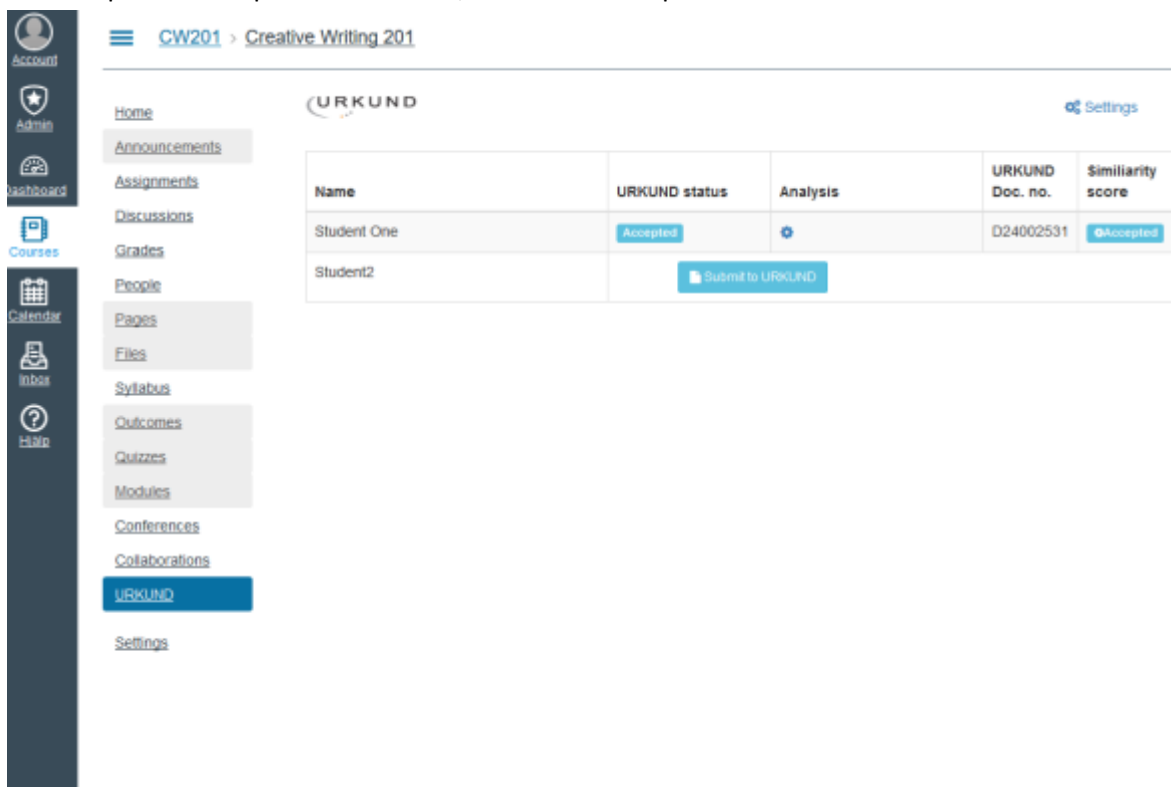 CW201 > Creative Writing 201
Account
Admin
Dashboard
Courses
Calendar
Inbox
Help
Home
Announcements
Assignments
Discussions
Grades
People
Pages
Files
Syllabus
Outcomes
Quizzes
Modules
Conferences
Collaborations
URKUND
Settings
URKUND
Settings
Name URKUND status Analysis URKUND Doc. no. Similiarity score
Student One Accepted D24002531 Accepted
Student2 Submit to URKUND